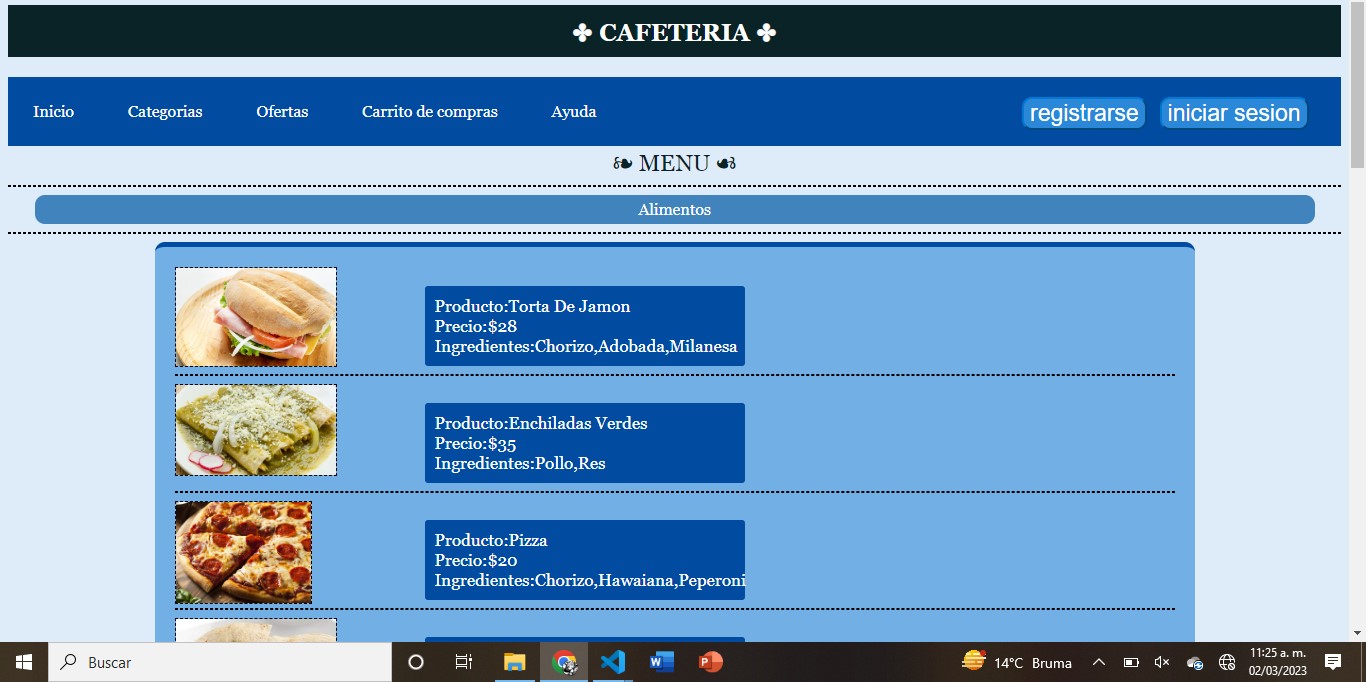 ✤ CAFETERIA ✤
Inicio Categorias Ofertas Carrito de compras Ayuda registrarse iniciar sesion
❧ MENU ☙
Alimentos
Producto:Torta De Jamon
Precio:$28
Ingredientes:Chorizo,Adobada,Milanesa
Producto:Enchiladas Verdes
Precio:$35
Ingredientes:Pollo,Res
Producto:Pizza
Precio:$20
Ingredientes:Chorizo,Hawaiana,Peperoni
Buscar
14°C Bruma
11:25 a. m.
02/03/2023